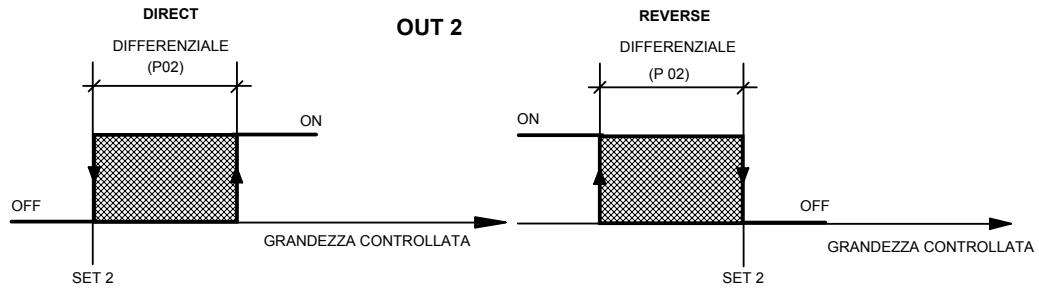 DIRECT
OUT 2
REVERSE
DIFFERENZIALE
(P02)
DIFFERENZIALE
(P 02)
ON
ON
OFF
OFF
GRANDEZZA CONTROLLATA
GRANDEZZA CONTROLLATA
SET 2
SET 2